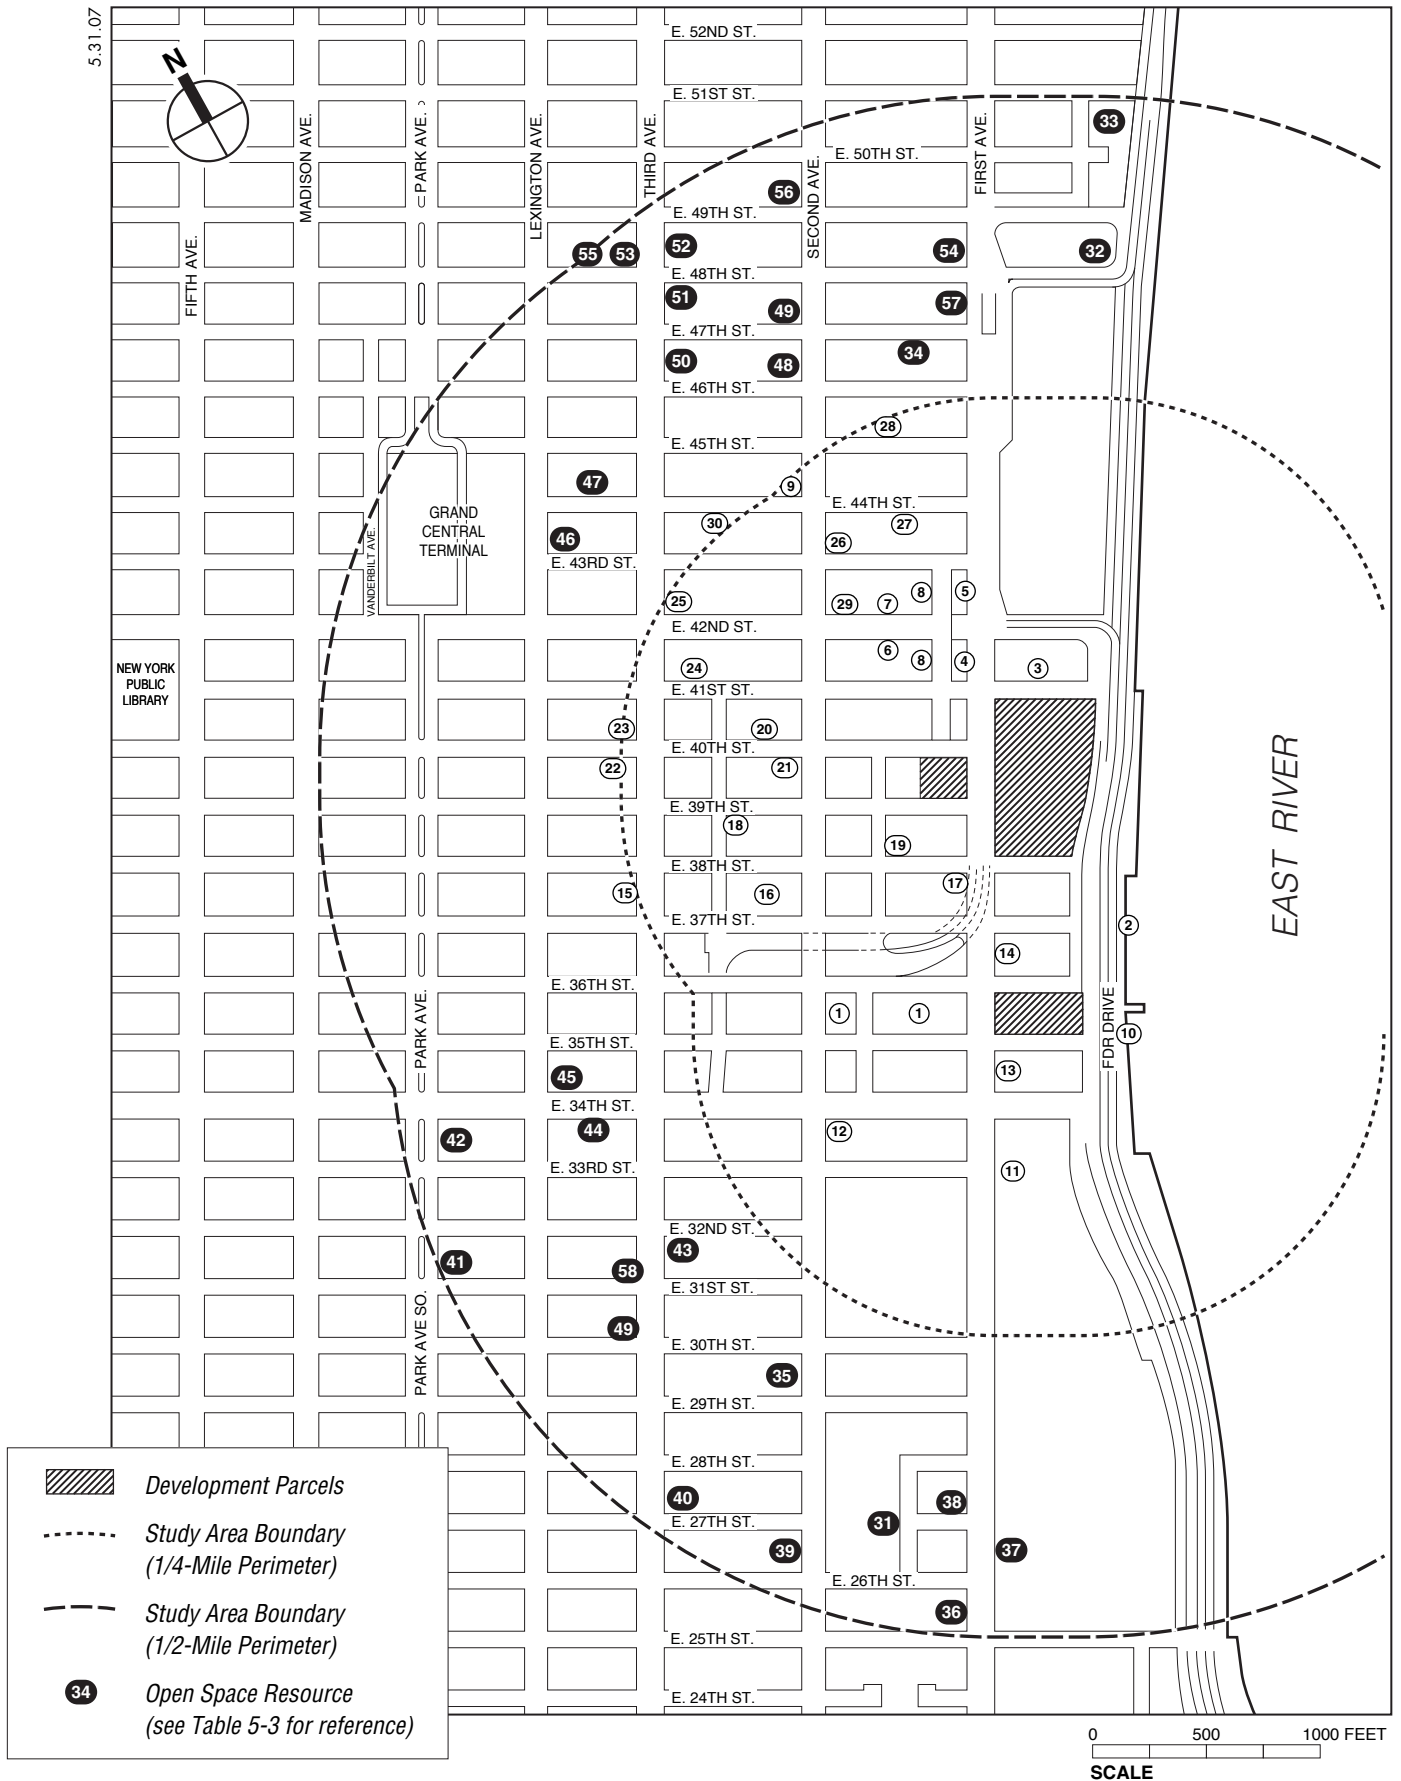 5.31.07
N
E. 52ND ST.
E. 51ST ST.
MADISON AVE.
PARK AVE.
LEXINGTON AVE.
THIRD AVE.
SECOND AVE.
FIRST AVE.
FIFTH AVE.
33
E. 50TH ST.
56
E. 49TH ST.
55
53
52
54
32
E. 48TH ST.
51
49
57
E. 47TH ST.
50
48
34
E. 46TH ST.
28
E. 45TH ST.
47
9
E. 44TH ST.
GRAND
CENTRAL
TERMINAL
VANDERBILT AVE.
46
30
26
27
E. 43RD ST.
25
29
7
8
5
E. 42ND ST.
NEW YORK
PUBLIC
LIBRARY
24
6
8
4
3
E. 41ST ST.
23
20
E. 40TH ST.
22
21
E. 39TH ST.
18
19
E. 38TH ST.
15
16
17
E. 37TH ST.
2
14
EAST RIVER
E. 36TH ST.
PARK AVE.
1
1
FDR DRIVE
10
E. 35TH ST.
45
13
E. 34TH ST.
42
44
12
E. 33RD ST.
11
E. 32ND ST.
41
58
43
E. 31ST ST.
PARK AVE SO.
49
E. 30TH ST.
35
E. 29TH ST.
E. 28TH ST.
40
38
E. 27TH ST.
31
39
37
E. 26TH ST.
36
E. 25TH ST.
E. 24TH ST.
Development Parcels
Study Area Boundary
(1/4-Mile Perimeter)
Study Area Boundary
(1/2-Mile Perimeter)
34
Open Space Resource
(see Table 5-3 for reference)
0 500 1000 FEET
SCALE